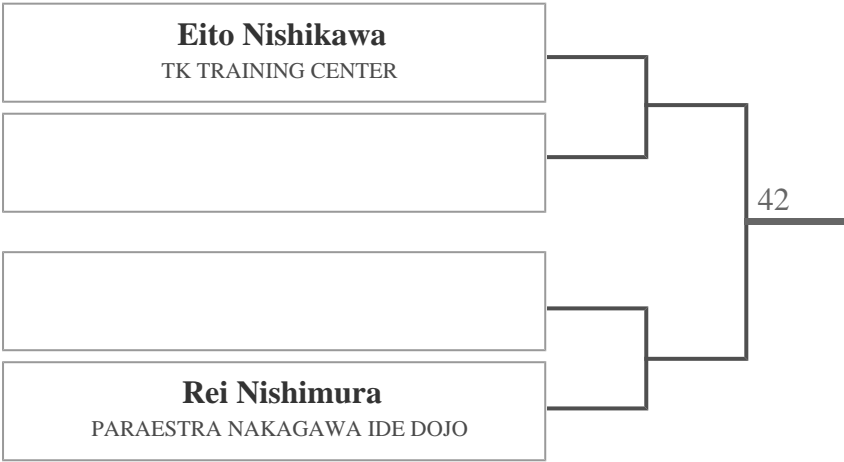 Eito Nishikawa
TK TRAINING CENTER
42
Rei Nishimura
PARAESTRA NAKAGAWA IDE DOJO